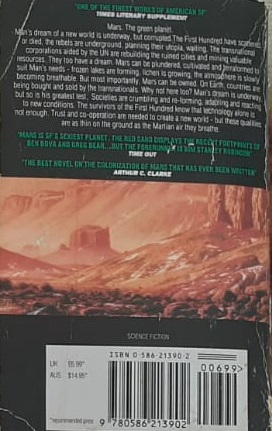 "ONE OF THE FINEST WORKS OF AMERICAN SF"
TIMES LITERARY SUPPLEMENT
Mars. The green planet.
Man's dream of a new world is underway, but corrupted. The First Hundred have scattered
or died, the rebels are underground, planning their utopia, waiting. The transnational
corporations aided by the UN are rebuilding the ruined cities and mining valuable
resources. They too have a dream. Mars can be plundered, cultivated and terraformed to
suit Man's needs - frozen lakes are forming, lichen is growing, the atmosphere is slowly
becoming breathable. But most importantly, Mars can be owned. On Earth, countries are
being bought and sold by the transnationals. Why not here too? Man's dream is underway,
but so is his greatest test. Societies are crumbling and re-forming, adapting and reacting
to new conditions. The survivors of the First Hundred know that technology alone is
not enough. Trust and co-operation are needed to create a new world - but these qualities
are as thin on the ground as the Martian air they breathe.
"MARS IS SF'S SEXIEST PLANET. THE RED SAND DISPLAYS THE RECENT FOOTPRINTS OF
BEN BOVA AND GREG BEAR... BUT THE FORERUNNER IS KIM STANLEY ROBINSON"
TIME OUT
"THE BEST NOVEL ON THE COLONIZATION OF MARS THAT HAS EVER BEEN WRITTEN"
ARTHUR C. CLARKE
SCIENCE FICTION
UK £6.99*
AUS $14.95*
*recommended price
ISBN 0-586-21390-2
00699>
9 780586 213902